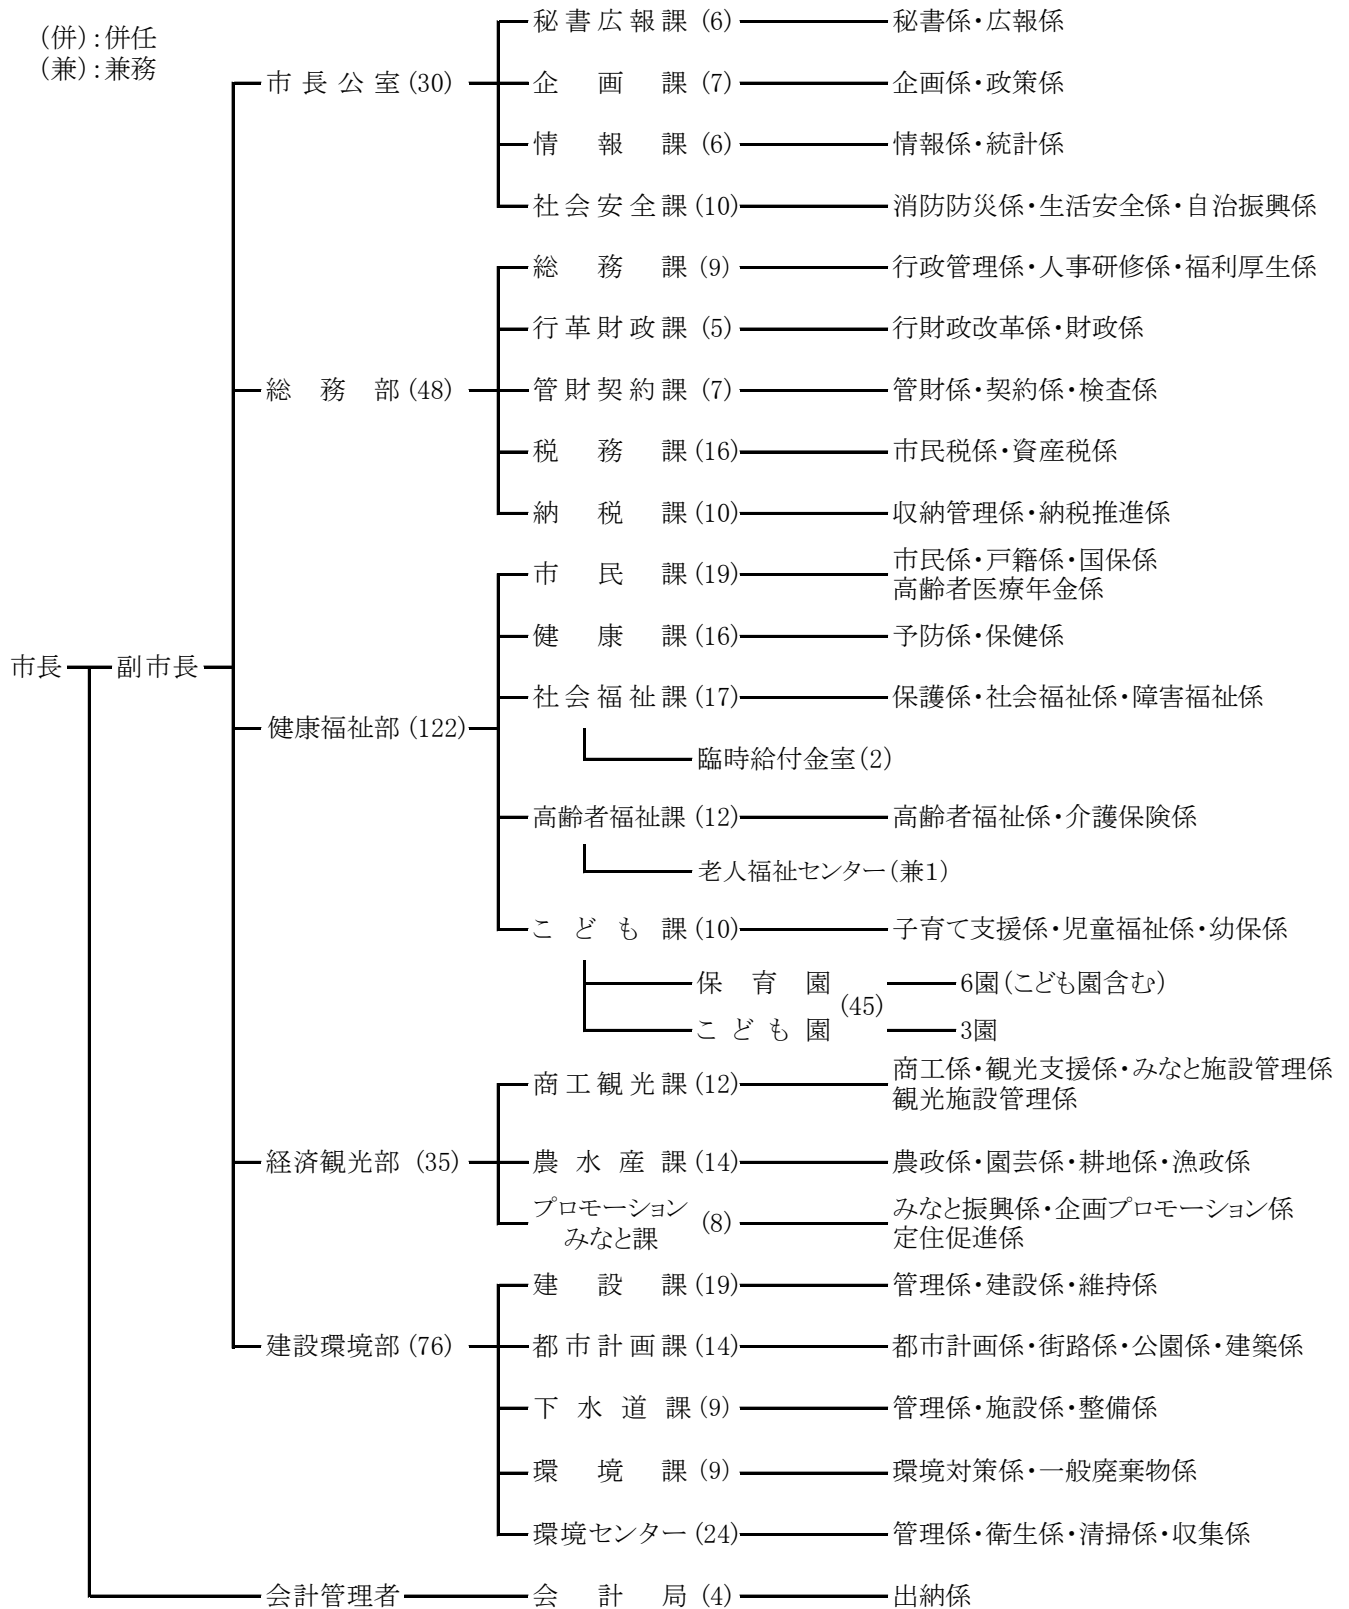 (併):併任
(兼):兼務
市長
副市長
市長公室(30)
秘書広報課(6) 秘書係・広報係
企画課(7) 企画係・政策係
情報課(6) 情報係・統計係
社会安全課(10) 消防防災係・生活安全係・自治振興係
総務部(48)
総務課(9) 行政管理係・人事研修係・福利厚生係
行革財政課(5) 行財政改革係・財政係
管財契約課(7) 管財係・契約係・検査係
税務課(16) 市民税係・資産税係
納税課(10) 収納管理係・納税推進係
健康福祉部(122)
市民課(19) 市民係・戸籍係・国保係
高齢者医療年金係
健康課(16) 予防係・保健係
社会福祉課(17) 保護係・社会福祉係・障害福祉係
臨時給付金室(2)
高齢者福祉課(12) 高齢者福祉係・介護保険係
老人福祉センター(兼1)
こども課(10) 子育て支援係・児童福祉係・幼保係
保育園 6園(こども園含む)
(45)
こども園 3園
経済観光部(35)
商工観光課(12) 商工係・観光支援係・みなと施設管理係
観光施設管理係
農水産課(14) 農政係・園芸係・耕地係・漁政係
プロモーション
みなと課
(8)
みなと振興係・企画プロモーション係
定住促進係
建設環境部(76)
建設課(19) 管理係・建設係・維持係
都市計画課(14) 都市計画係・街路係・公園係・建築係
下水道課(9) 管理係・施設係・整備係
環境課(9) 環境対策係・一般廃棄物係
環境センター(24) 管理係・衛生係・清掃係・収集係
会計管理者 会計局(4) 出納係